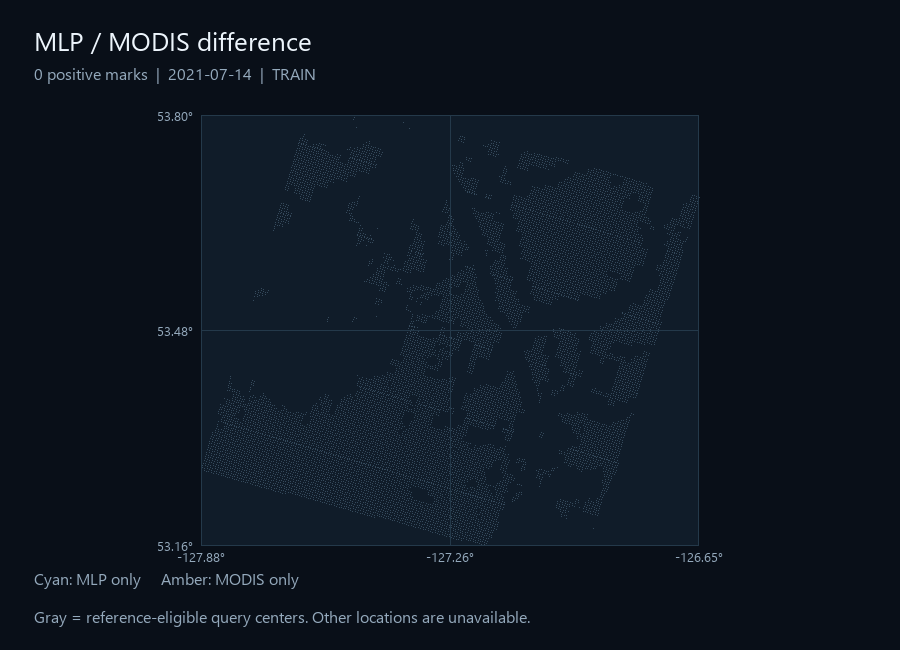 MLP / MODIS difference
0 positive marks | 2021-07-14 | TRAIN
53.80°
53.48°
53.16°
-127.88° -127.26° -126.65°
Cyan: MLP only Amber: MODIS only
Gray = reference-eligible query centers. Other locations are unavailable.